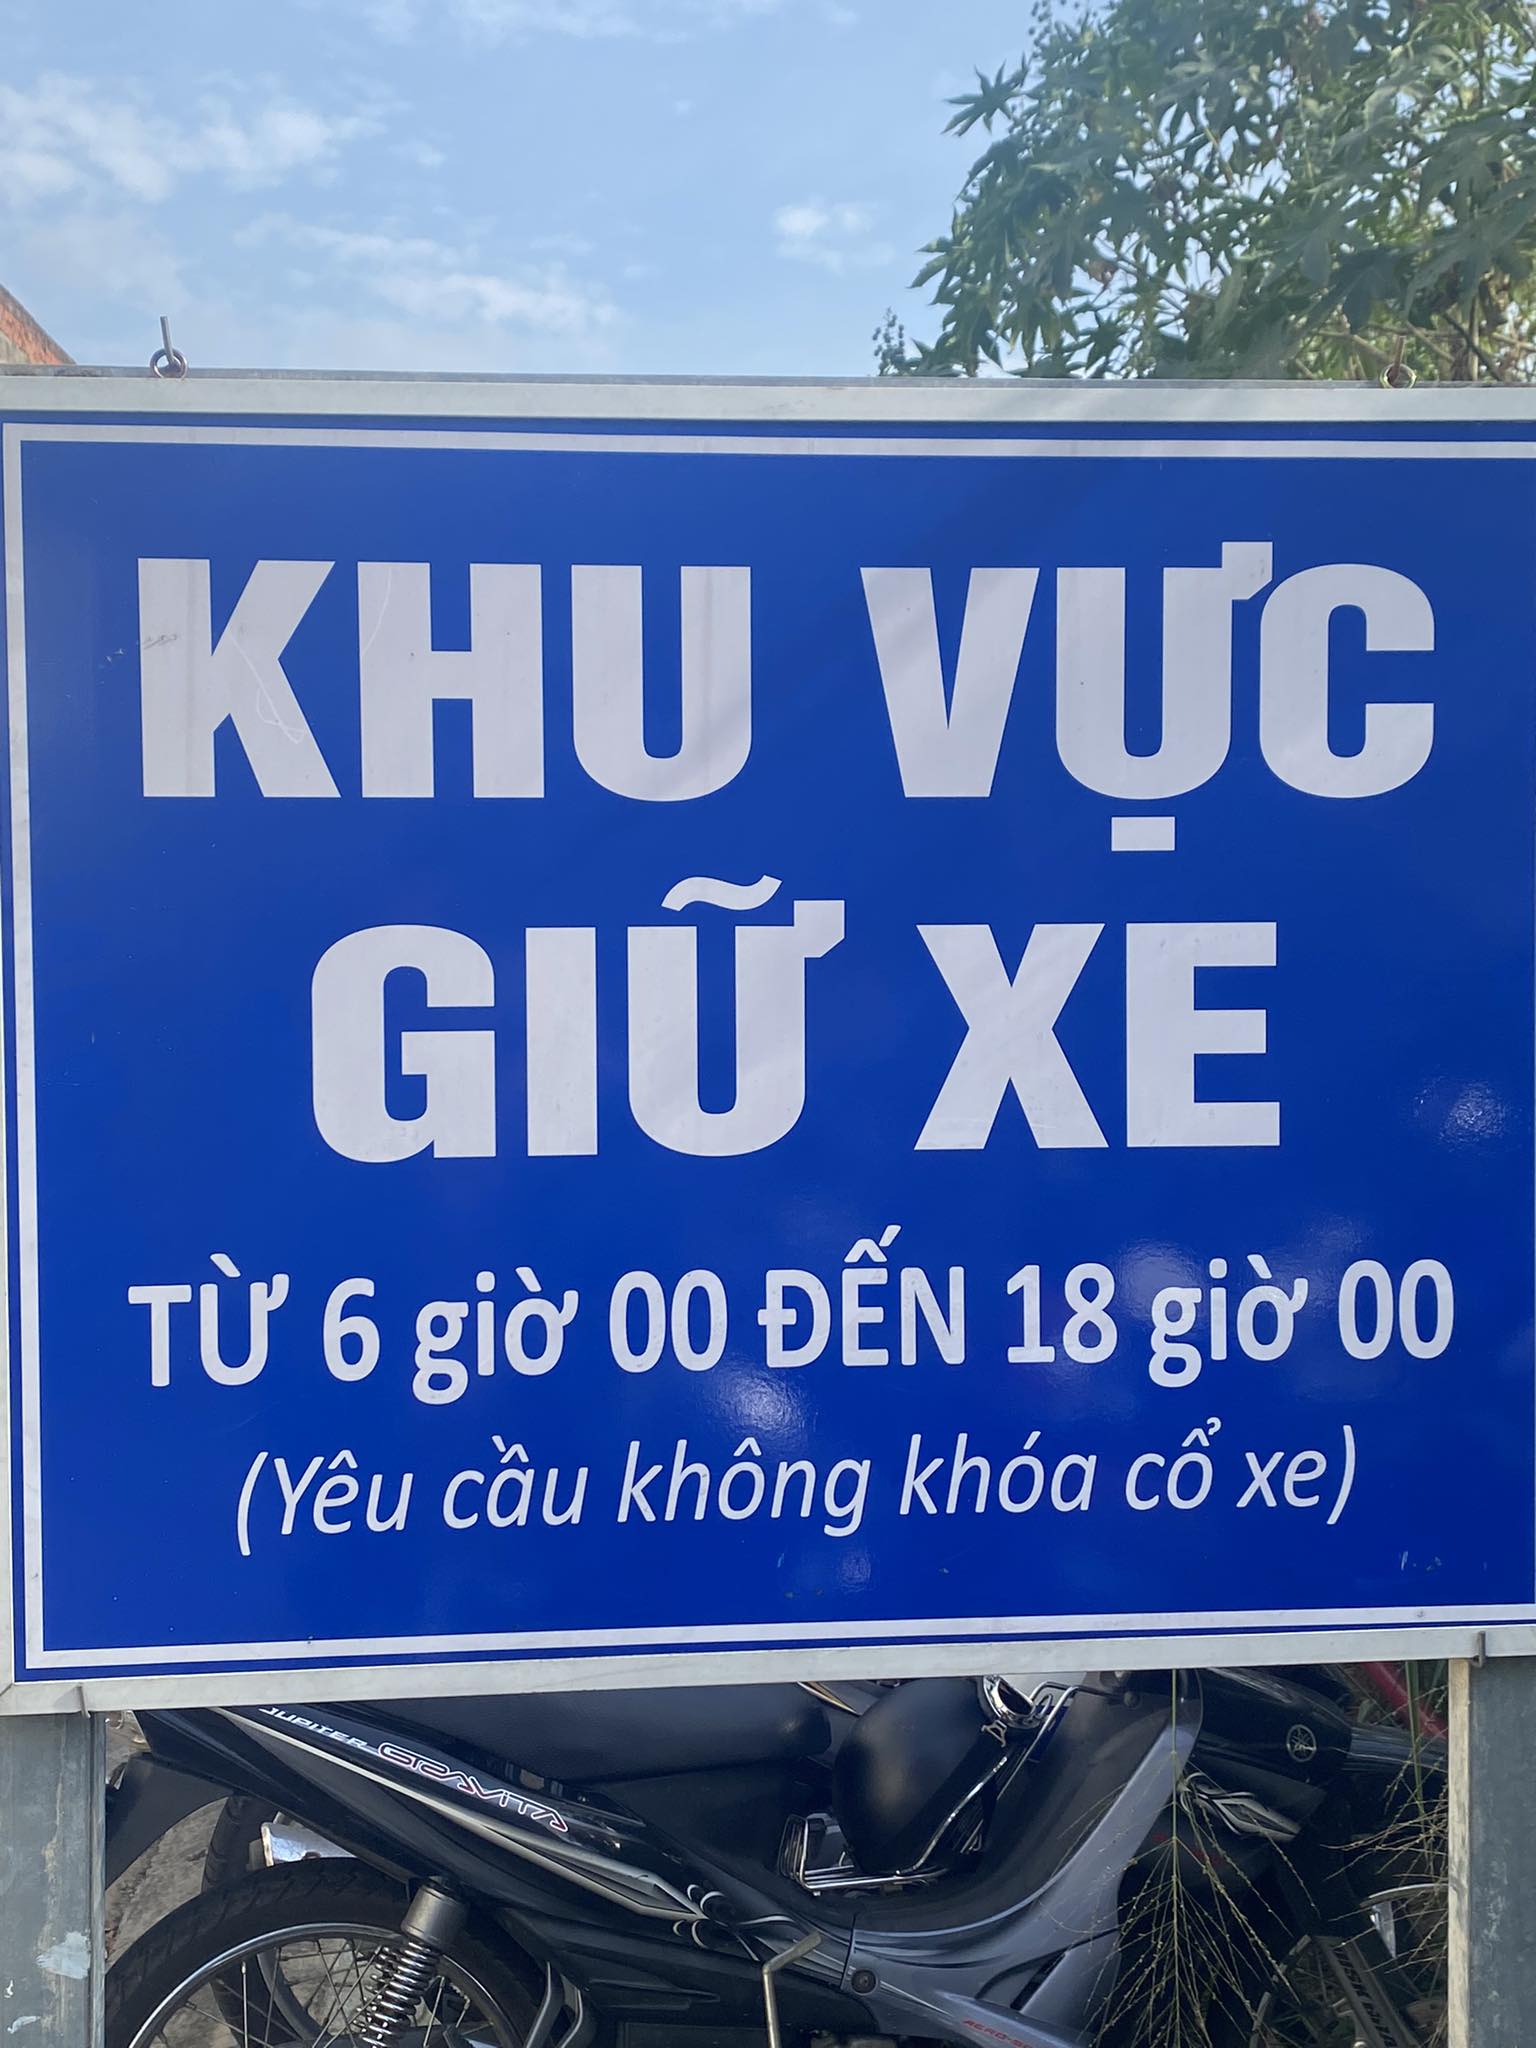 KHU VỰC
GIỮ XE
TỪ 6 giờ 00 ĐẾN 18 giờ 00
(Yêu cầu không khóa cổ xe)
JUPITER GRAVITA